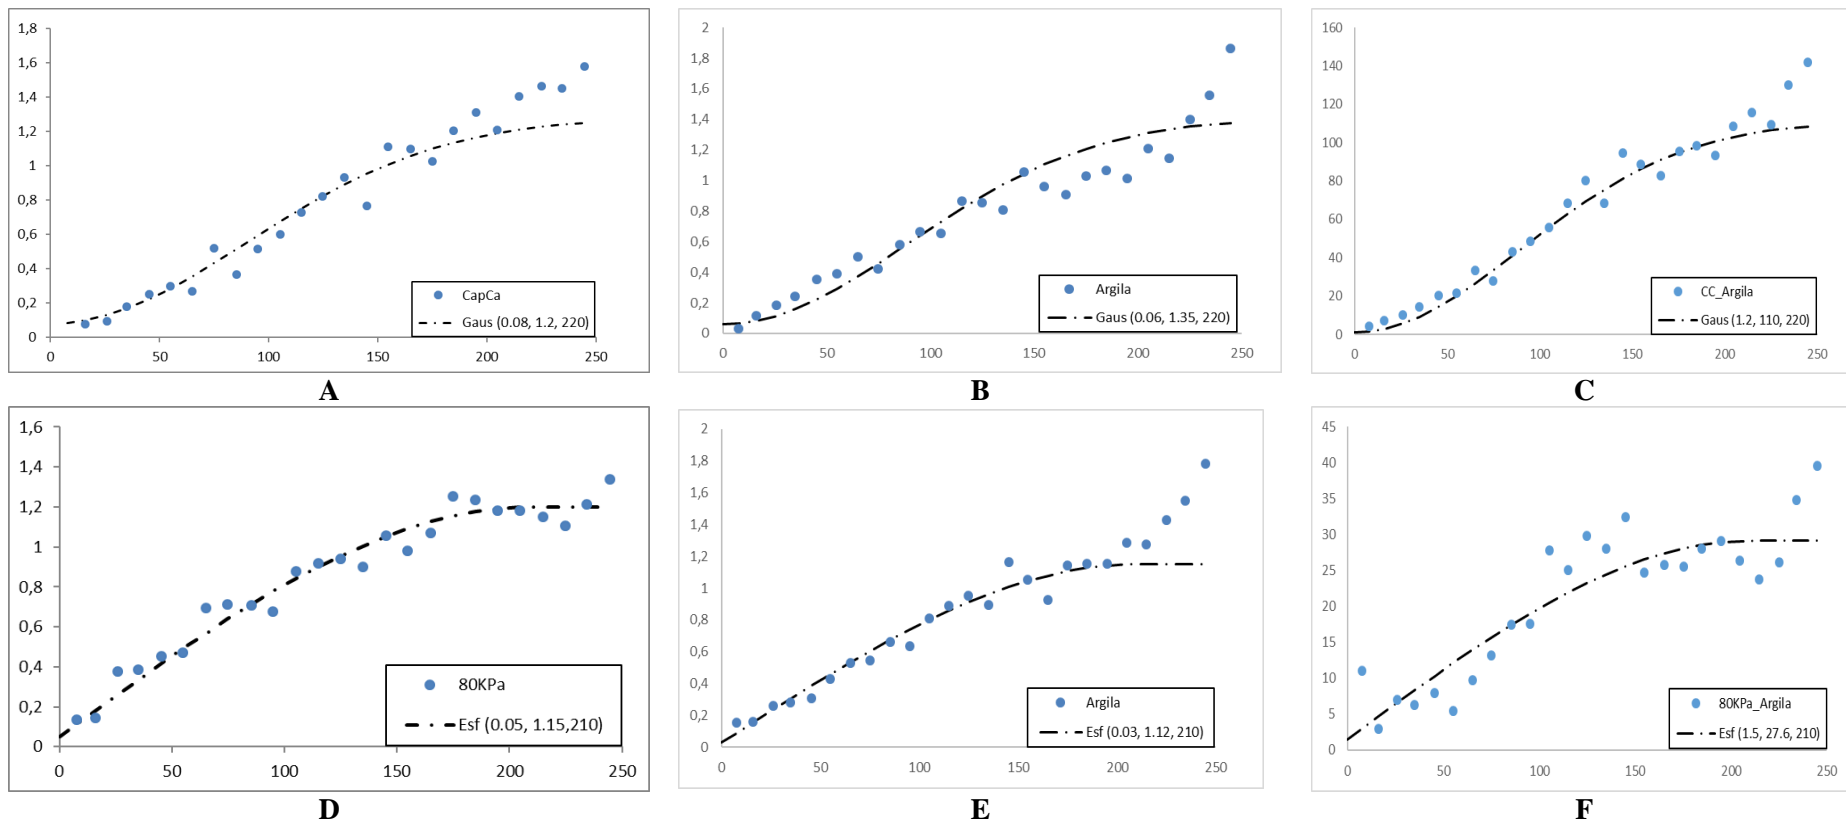 1,8
1,6
1,4
1,2
1
0,8
0,6
0,4
0,2
0
0 50 100 150 200 250
CapCa
Gaus (0.08, 1.2, 220)
A
2
1,8
1,6
1,4
1,2
1
0,8
0,6
0,4
0,2
0
0 50 100 150 200 250
Argila
Gaus (0.06, 1.35, 220)
B
160
140
120
100
80
60
40
20
0
0 50 100 150 200 250
CC_Argila
Gaus (1.2, 110, 220)
C
1,6
1,4
1,2
1
0,8
0,6
0,4
0,2
0
0 50 100 150 200 250
80KPa
Esf (0.05, 1.15,210)
D
2
1,8
1,6
1,4
1,2
1
0,8
0,6
0,4
0,2
0
0 50 100 150 200 250
Argila
Esf (0.03, 1.12, 210)
E
45
40
35
30
25
20
15
10
5
0
0 50 100 150 200 250
80KPa_Argila
Esf (1.5, 27.6, 210)
F